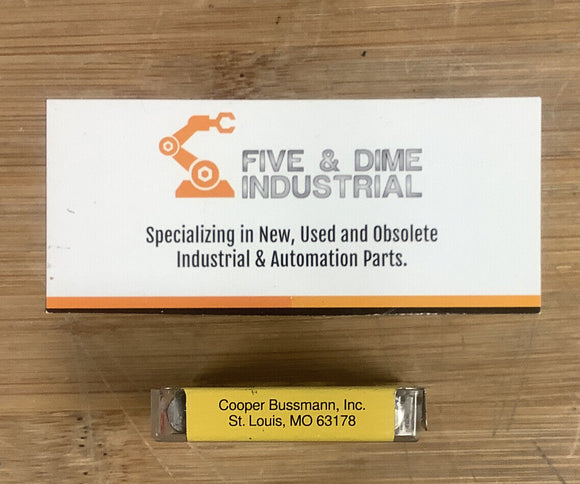 FIVE & DIME
INDUSTRIAL
Specializing in New, Used and Obsolete
Industrial & Automation Parts.
Cooper Bussmann, Inc.
St. Louis, MO 63178